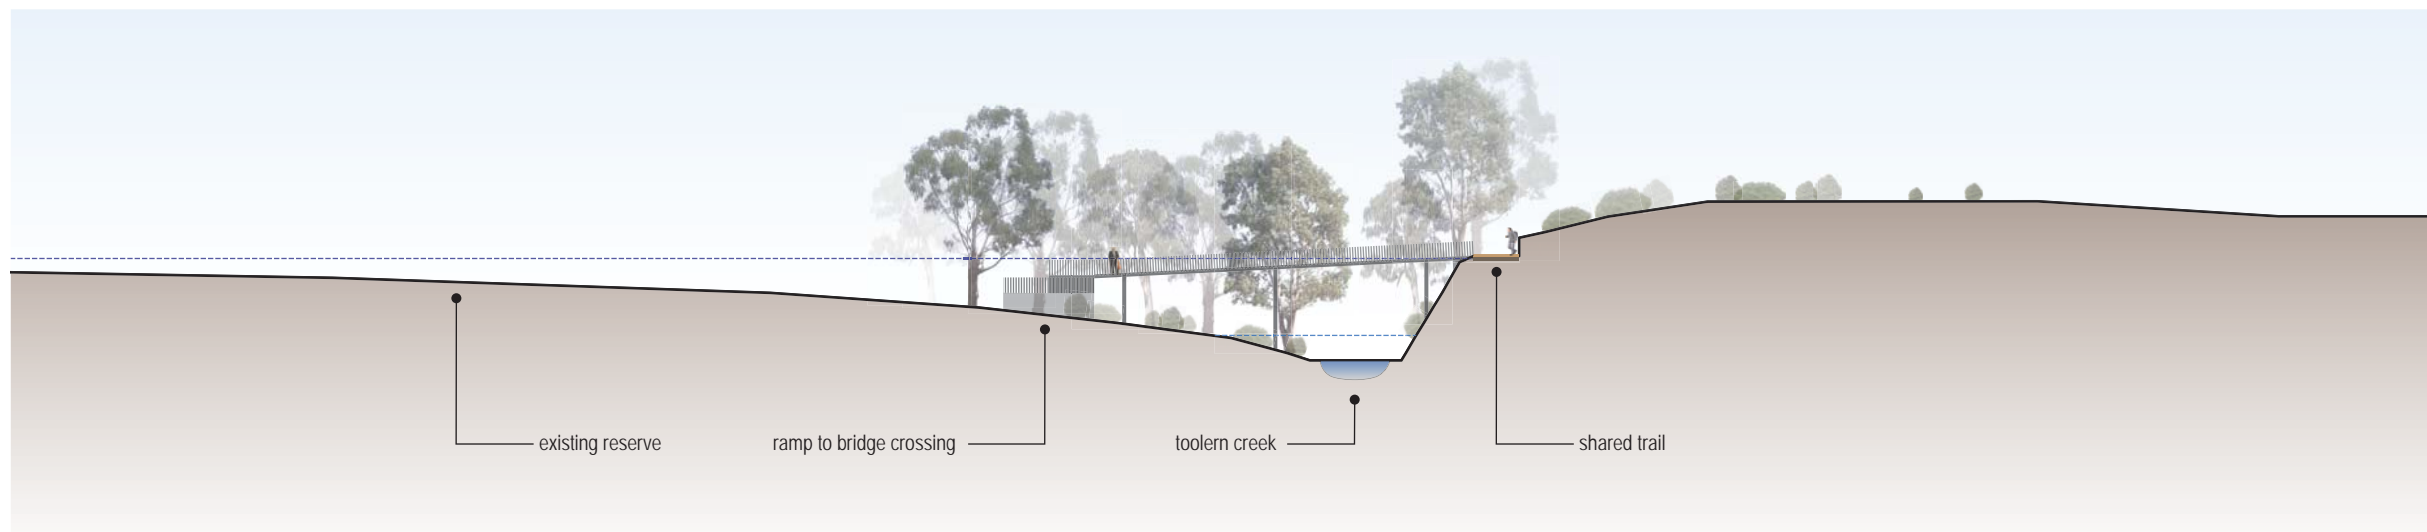 existing reserve
ramp to bridge crossing
toolern creek
shared trail